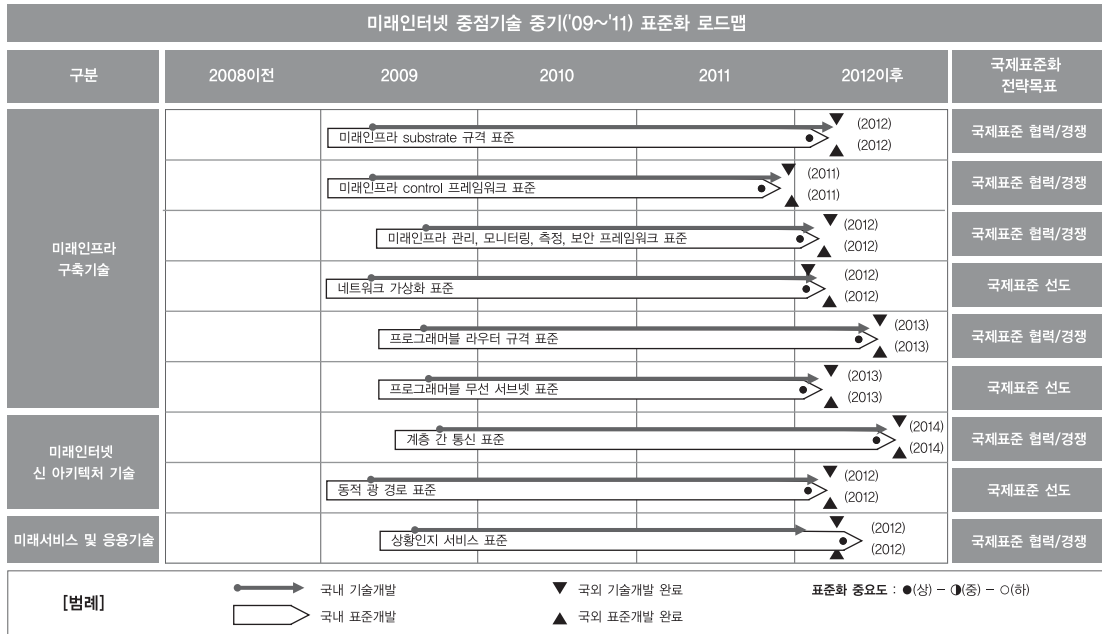 미래인터넷 중점기술 중기('09~'11) 표준화 로드맵
구분
2008이전
2009
2010
2011
2012이후
국제표준화
전략목표
미래인프라
구축기술
미래인프라 substrate 규격 표준
(2012)
(2012)
국제표준 협력/경쟁
미래인프라 control 프레임워크 표준
(2011)
(2011)
국제표준 협력/경쟁
미래인프라 관리, 모니터링, 측정, 보안 프레임워크 표준
(2012)
(2012)
국제표준 협력/경쟁
네트워크 가상화 표준
(2012)
(2012)
국제표준 선도
프로그래머블 라우터 규격 표준
(2013)
(2013)
국제표준 협력/경쟁
프로그래머블 무선 서브넷 표준
(2013)
(2013)
국제표준 선도
미래인터넷
신 아키텍처 기술
계층 간 통신 표준
(2014)
(2014)
국제표준 협력/경쟁
동적 광 경로 표준
(2012)
(2012)
국제표준 선도
미래서비스 및 응용기술
상황인지 서비스 표준
(2012)
(2012)
국제표준 협력/경쟁
[범례]
국내 기술개발
국내 표준개발
▼ 국외 기술개발 완료
▲ 국외 표준개발 완료
표준화 중요도 : ●(상) – ◑(중) – ○(하)